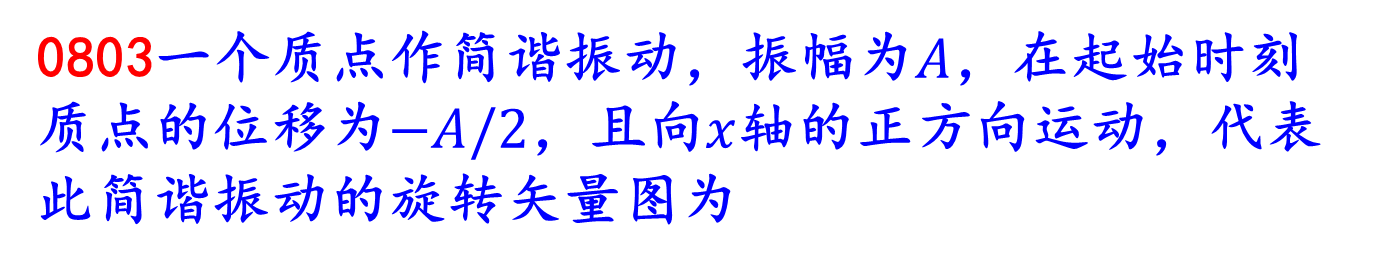 0803一个质点作简谐振动，振幅为A，在起始时刻
质点的位移为−A/2，且向x轴的正方向运动，代表
此简谐振动的旋转矢量图为